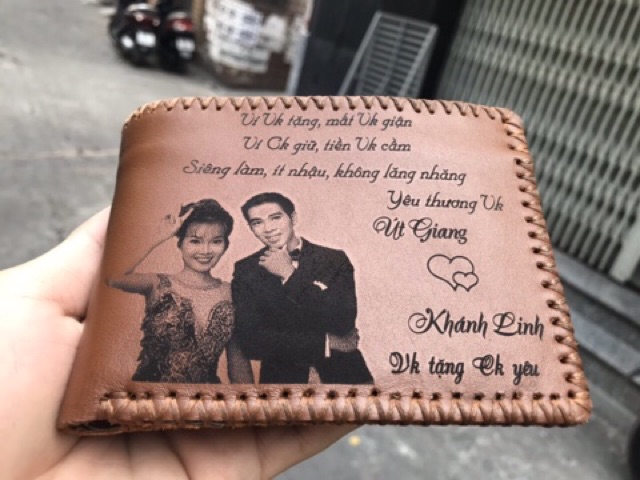 Ví Vk tặng, mất Vk giận
Ví Ck giữ, tiền Vk cầm
Siêng làm, ít nhậu, không lăng nhăng
Yêu thương Vk
Út Giang
Khánh Linh
Vk tặng Ck yêu